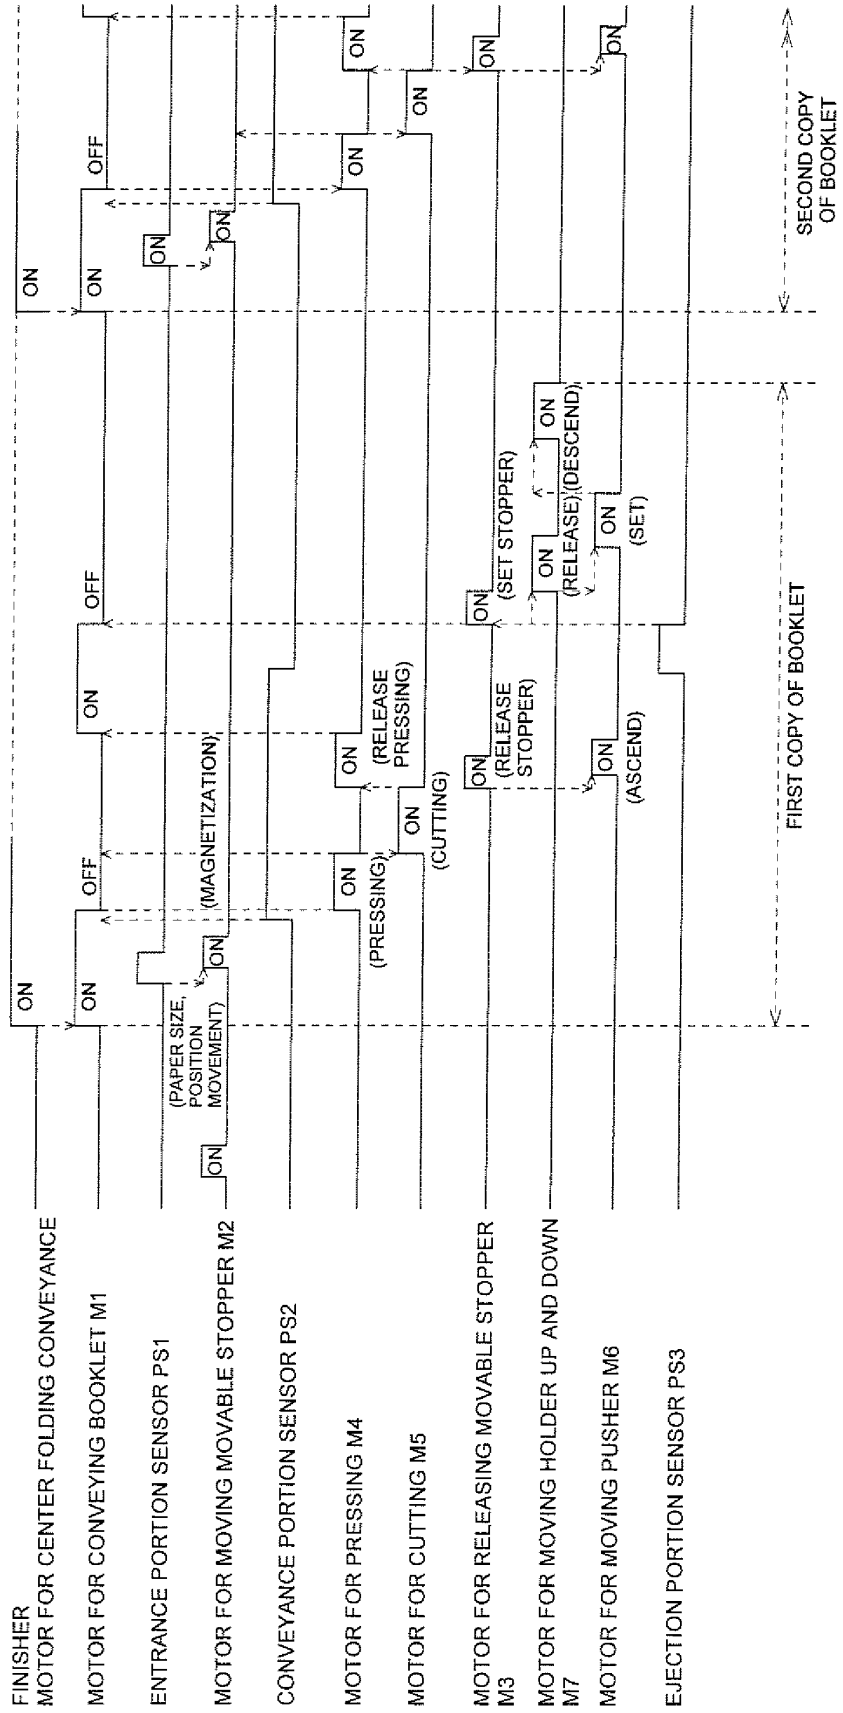 FINISHER
MOTOR FOR CENTER FOLDING CONVEYANCE
ON
ON
MOTOR FOR CONVEYING BOOKLET M1
ON
OFF
ON
OFF
ON
OFF
ENTRANCE PORTION SENSOR PS1
ON
(PAPER SIZE,
POSITION
MOVEMENT)
MOTOR FOR MOVING MOVABLE STOPPER M2
ON
ON
(MAGNETIZATION)
ON
CONVEYANCE PORTION SENSOR PS2
MOTOR FOR PRESSING M4
ON
(PRESSING)
ON
(RELEASE
PRESSING)
ON
ON
MOTOR FOR CUTTING M5
ON
(CUTTING)
ON
MOTOR FOR RELEASING MOVABLE STOPPER
M3
ON
(RELEASE
STOPPER)
ON
(SET STOPPER)
ON
MOTOR FOR MOVING HOLDER UP AND DOWN
M7
ON
(RELEASE)
ON
(DESCEND)
MOTOR FOR MOVING PUSHER M6
ON
(ASCEND)
ON
(SET)
ON
EJECTION PORTION SENSOR PS3
FIRST COPY OF BOOKLET
SECOND COPY
OF BOOKLET